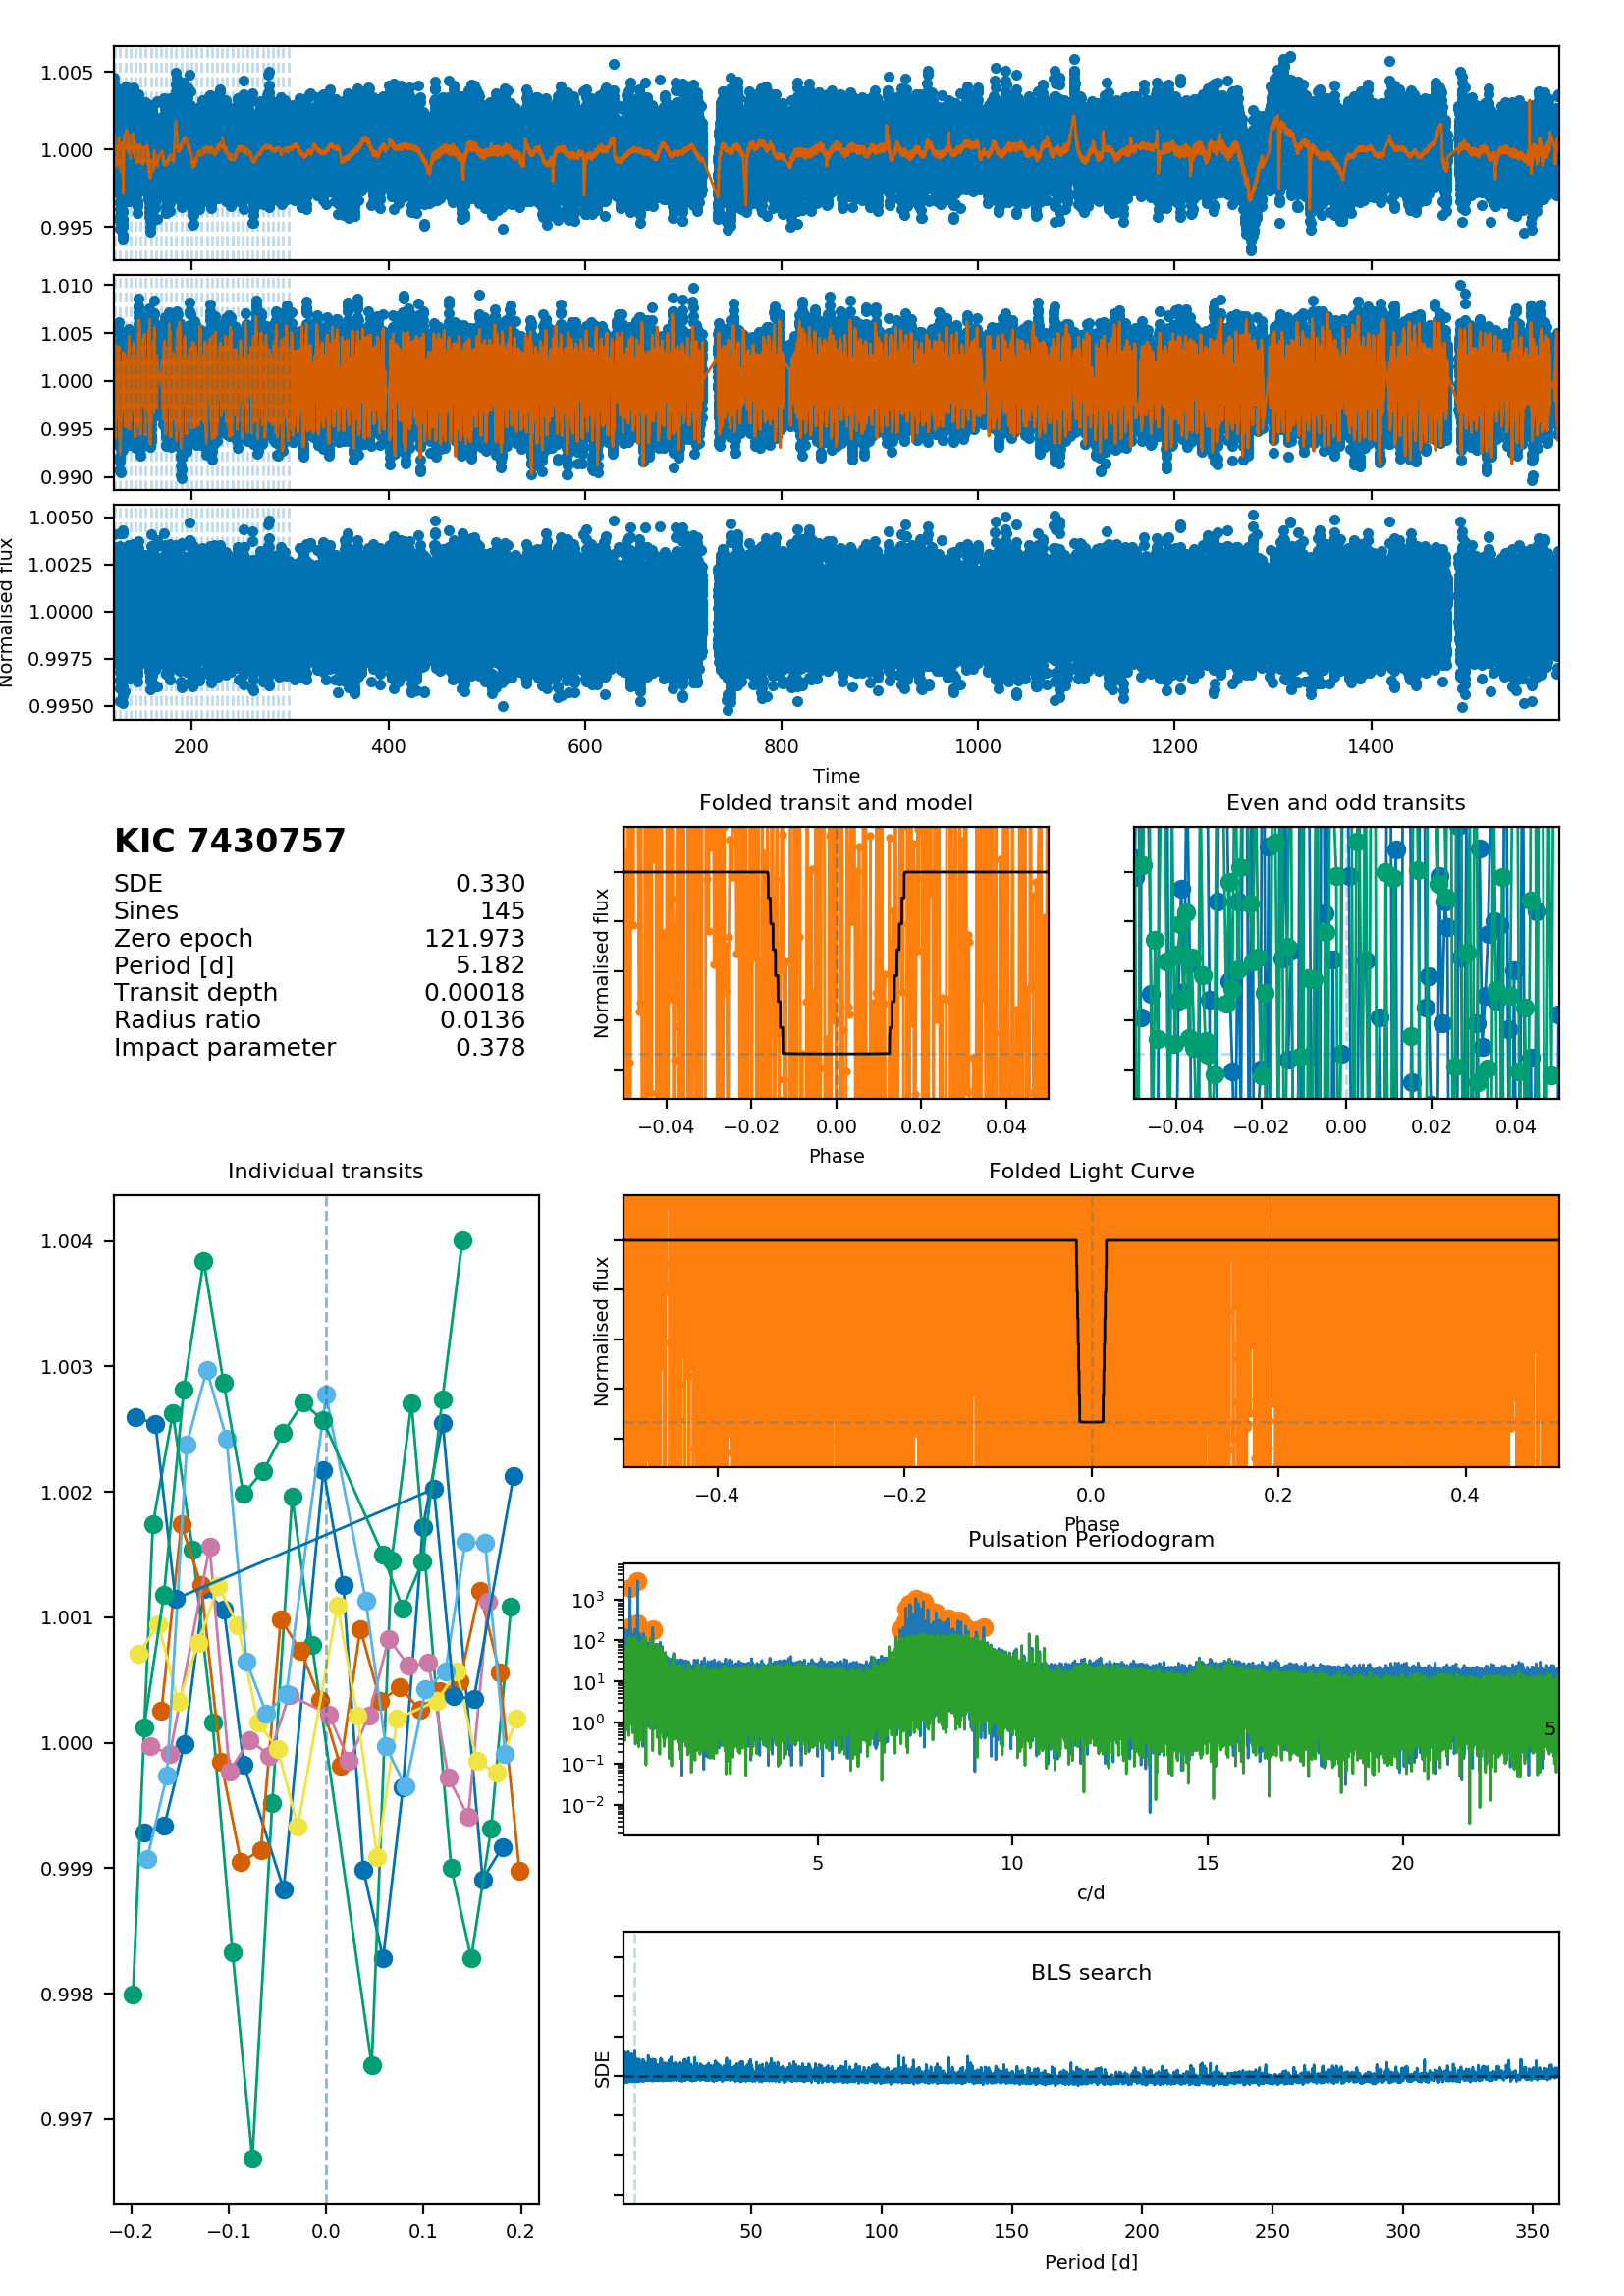 1.005
1.000
0.995
1.010
1.005
1.000
0.995
0.990
1.0050
1.0025
1.0000
0.9975
0.9950
Normalised flux
200 400 600 800 1000 1200 1400
Time
KIC 7430757
SDE 0.330
Sines 145
Zero epoch 121.973
Period [d] 5.182
Transit depth 0.00018
Radius ratio 0.0136
Impact parameter 0.378
Folded transit and model
Normalised flux
−0.04 −0.02 0.00 0.02 0.04
Phase
Even and odd transits
−0.04 −0.02 0.00 0.02 0.04
Individual transits
1.004
1.003
1.002
1.001
1.000
0.999
0.998
0.997
−0.2 −0.1 0.0 0.1 0.2
Folded Light Curve
Normalised flux
−0.4 −0.2 0.0 0.2 0.4
Phase
Pulsation Periodogram
10³
10²
10¹
10⁰
10⁻¹
10⁻²
5
5 10 15 20
c/d
BLS search
SDE
50 100 150 200 250 300 350
Period [d]